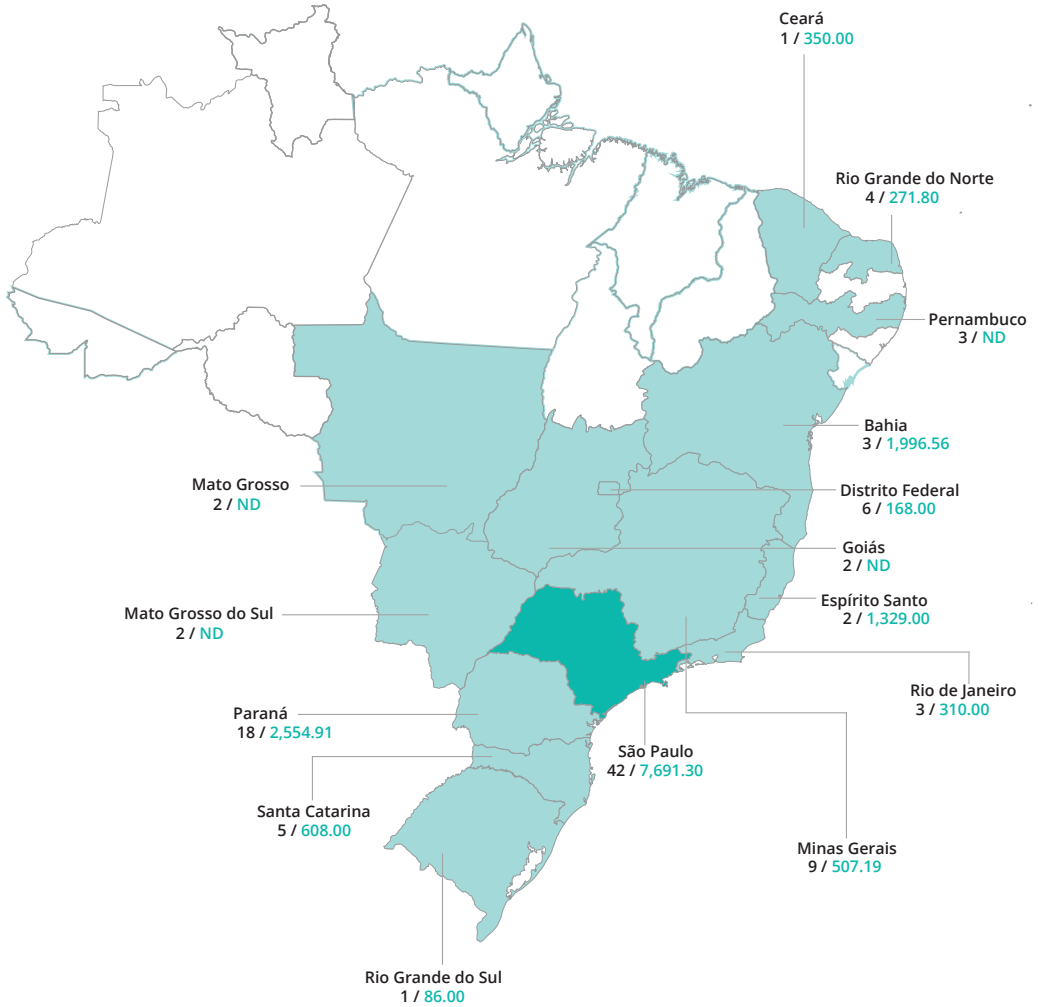 Ceará
1 / 350.00
Rio Grande do Norte
4 / 271.80
Pernambuco
3 / ND
Bahia
3 / 1,996.56
Mato Grosso
2 / ND
Distrito Federal
6 / 168.00
Goiás
2 / ND
Espírito Santo
2 / 1,329.00
Mato Grosso do Sul
2 / ND
Rio de Janeiro
3 / 310.00
Paraná
18 / 2,554.91
São Paulo
42 / 7,691.30
Santa Catarina
5 / 608.00
Minas Gerais
9 / 507.19
Rio Grande do Sul
1 / 86.00